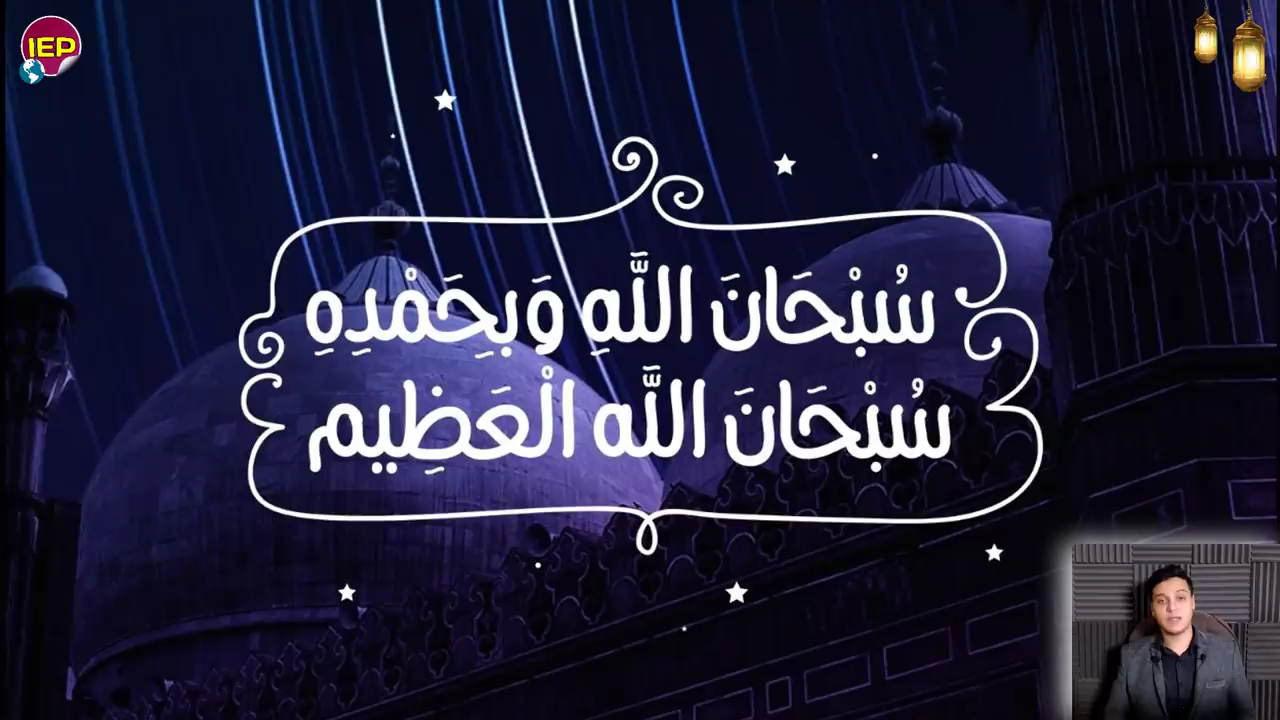 IEP
سُبْحَانَ اللَّهِ وَبِحَمْدِهِ
سُبْحَانَ اللَّه الْعَظِيم